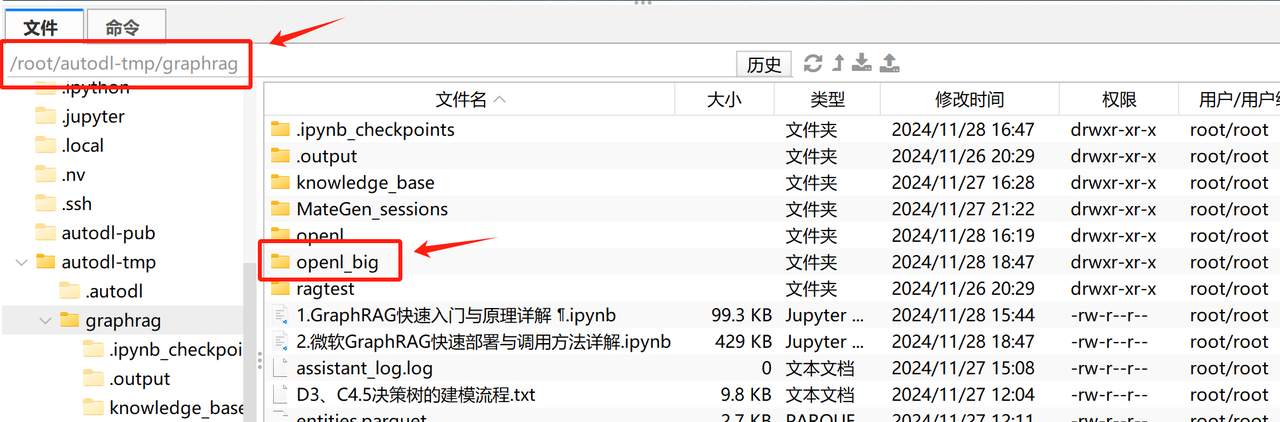 文件 命令
/root/autodl-tmp/graphrag 历史
.ipython
.jupyter
.local
.nv
.ssh
autodl-pub
autodl-tmp
.autodl
graphrag
.ipynb_checkpoi
.output
knowledge_base
文件名 大小 类型 修改时间 权限 用户/用户组
.ipynb_checkpoints 文件夹 2024/11/28 16:47 drwxr-xr-x root/root
.output 文件夹 2024/11/26 20:29 drwxr-xr-x root/root
knowledge_base 文件夹 2024/11/27 16:28 drwxr-xr-x root/root
MateGen_sessions 文件夹 2024/11/27 21:22 drwxr-xr-x root/root
openl 文件夹 2024/11/28 16:19 drwxr-xr-x root/root
openl_big 文件夹 2024/11/28 18:47 drwxr-xr-x root/root
ragtest 文件夹 2024/11/26 20:29 drwxr-xr-x root/root
1.GraphRAG快速入门与原理详解 ¶.ipynb 99.3 KB Jupyter ... 2024/11/28 15:44 -rw-r--r-- root/root
2.微软GraphRAG快速部署与调用方法详解.ipynb 429 KB Jupyter ... 2024/11/28 18:47 -rw-r--r-- root/root
assistant_log.log 0 文本文档 2024/11/27 15:08 -rw-r--r-- root/root
D3、C4.5决策树的建模流程.txt 9.8 KB 文本文档 2024/11/27 12:04 -rw-r--r-- root/root
entities.parquet 2.7 KB PARQUE... 2024/11/27 12:11 -rw-r--r-- root/root